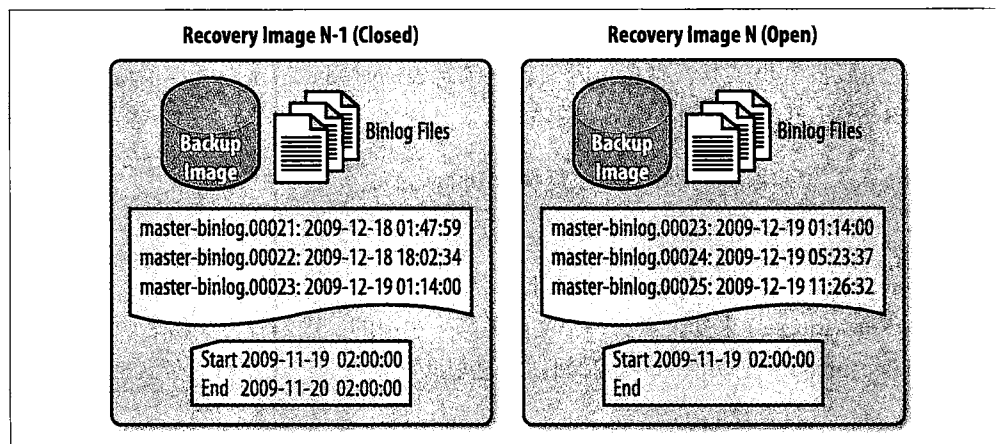 Recovery Image N-1 (Closed)
Backup
Image
Binlog Files
master-binlog.00021: 2009-12-18 01:47:59
master-binlog.00022: 2009-12-18 18:02:34
master-binlog.00023: 2009-12-19 01:14:00
Start 2009-11-19 02:00:00
End 2009-11-20 02:00:00
Recovery Image N (Open)
Backup
Image
Binlog Files
master-binlog.00023: 2009-12-19 01:14:00
master-binlog.00024: 2009-12-19 05:23:37
master-binlog.00025: 2009-12-19 11:26:32
Start 2009-11-19 02:00:00
End